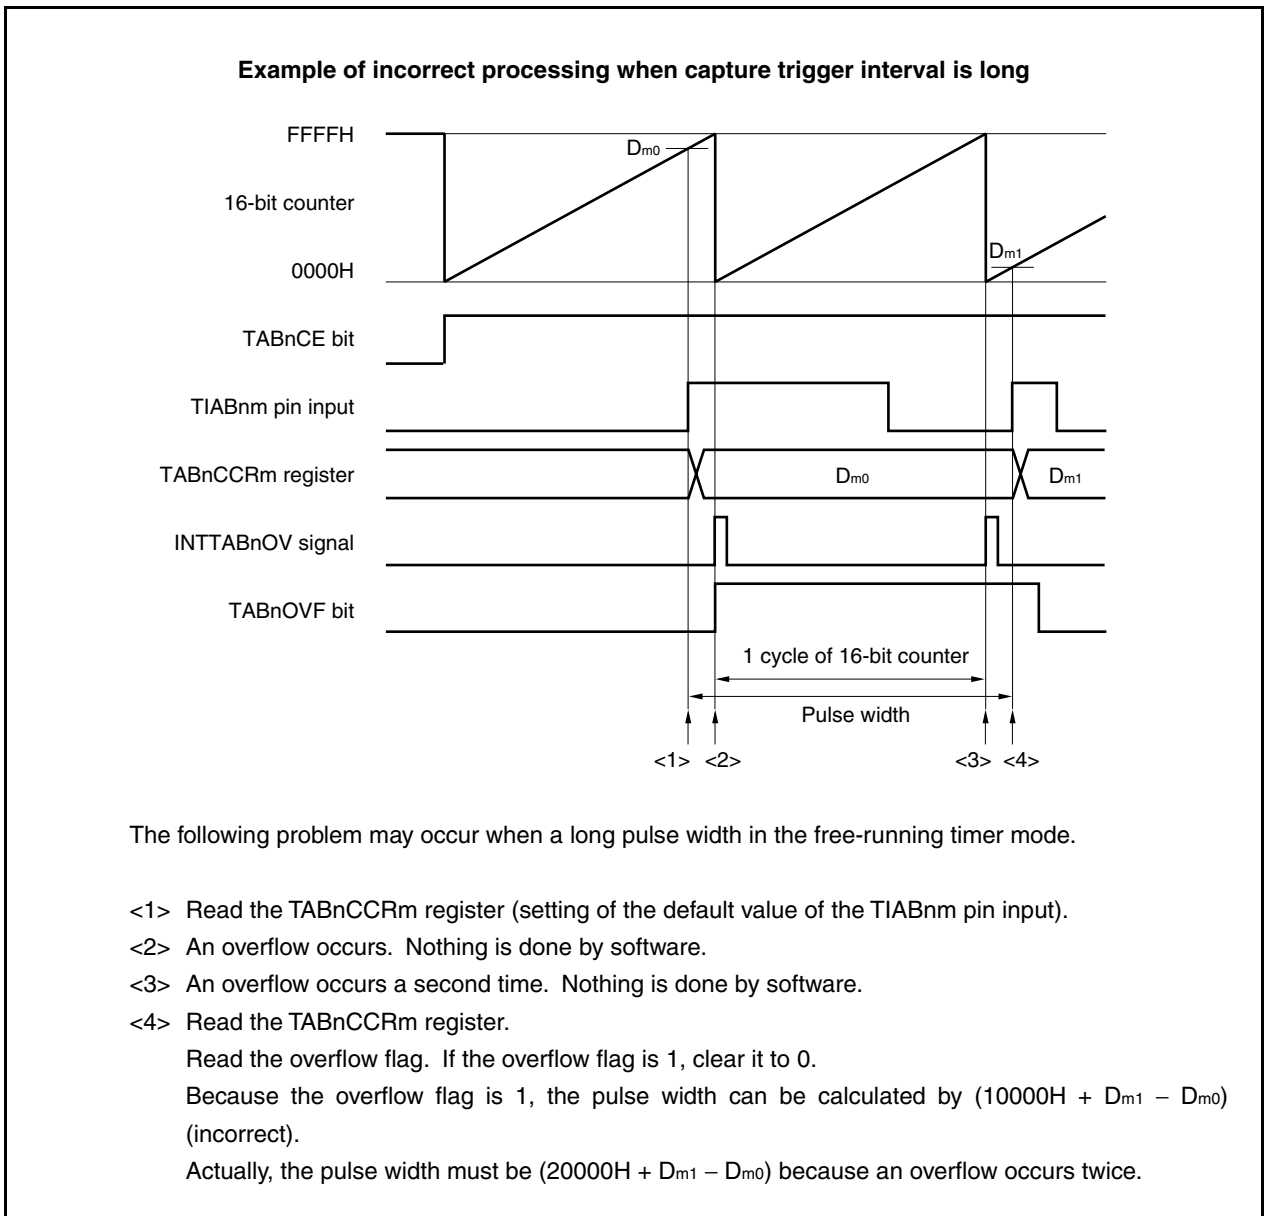 Example of incorrect processing when capture trigger interval is long
FFFFH
Dm0
16-bit counter
Dm1
0000H
TABnCE bit
TIABnm pin input
TABnCCRm register
Dm0
Dm1
INTTABnOV signal
TABnOVF bit
1 cycle of 16-bit counter
Pulse width
<1> <2> <3> <4>
The following problem may occur when a long pulse width in the free-running timer mode.
<1> Read the TABnCCRm register (setting of the default value of the TIABnm pin input).
<2> An overflow occurs. Nothing is done by software.
<3> An overflow occurs a second time. Nothing is done by software.
<4> Read the TABnCCRm register.
Read the overflow flag. If the overflow flag is 1, clear it to 0.
Because the overflow flag is 1, the pulse width can be calculated by (10000H + Dm1 − Dm0)
(incorrect).
Actually, the pulse width must be (20000H + Dm1 − Dm0) because an overflow occurs twice.